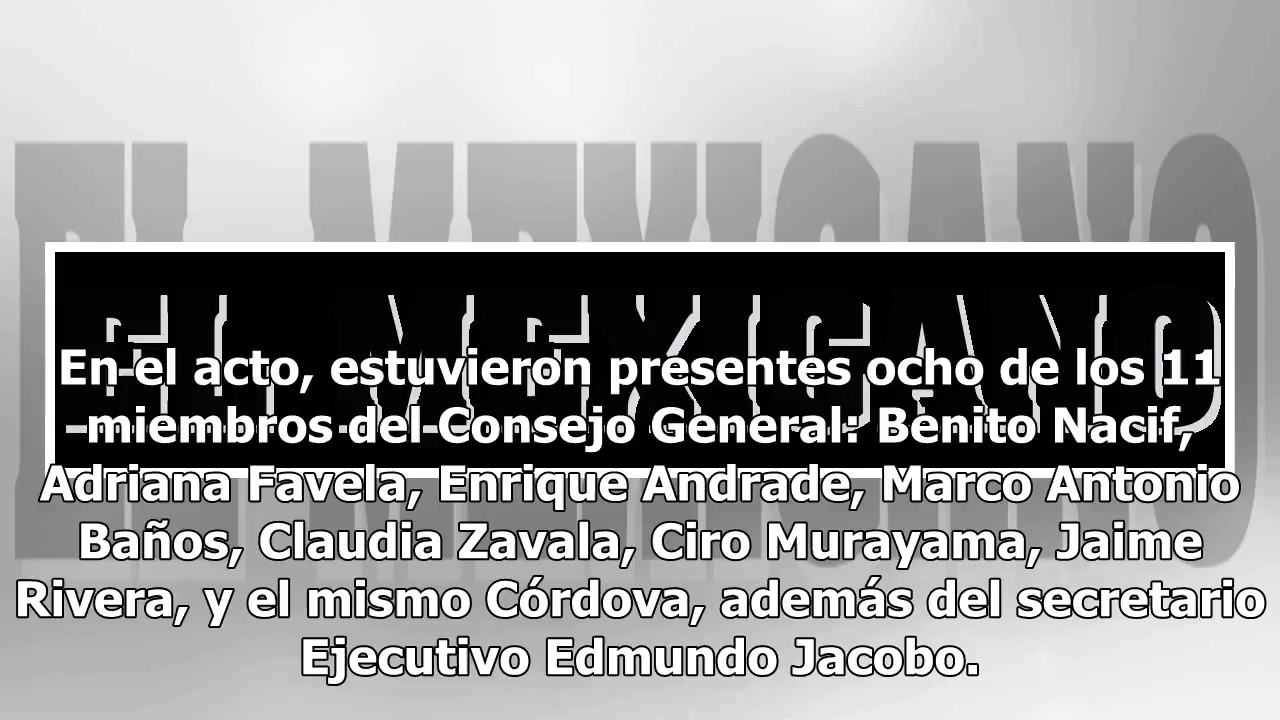 EL MEXICANO
EL MEXICANO
En el acto, estuvieron presentes ocho de los 11
miembros del Consejo General: Benito Nacif,
Adriana Favela, Enrique Andrade, Marco Antonio
Baños, Claudia Zavala, Ciro Murayama, Jaime
Rivera, y el mismo Córdova, además del secretario
Ejecutivo Edmundo Jacobo.